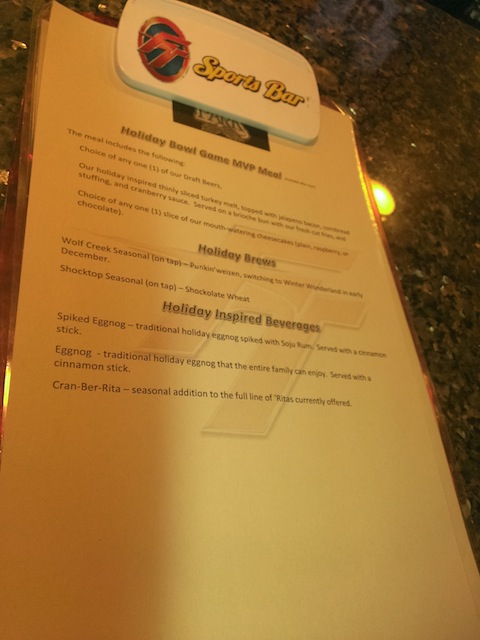 Sports Bar
PARK
Holiday Bowl Game MVP Meal
The meal includes the following:
Choice of any one (1) of our Draft Beers.
Our holiday inspired thinly sliced turkey melt, topped with jalapeno bacon, cornbread
stuffing, and cranberry sauce. Served on a brioche bun with our fresh cut fries, and
Choice of any one (1) slice of our mouth-watering cheesecakes (plain, raspberry, or
chocolate).
Holiday Brews
Wolf Creek Seasonal (on tap) – Punkin'weizen, switching to Winter Wonderland in early
December.
Shocktop Seasonal (on tap) – Shockolate Wheat
Holiday Inspired Beverages
Spiked Eggnog – traditional holiday eggnog spiked with Soju Rum. Served with a cinnamon
stick.
Eggnog - traditional holiday eggnog that the entire family can enjoy. Served with a
cinnamon stick.
Cran-Ber-Rita – seasonal addition to the full line of 'Ritas currently offered.